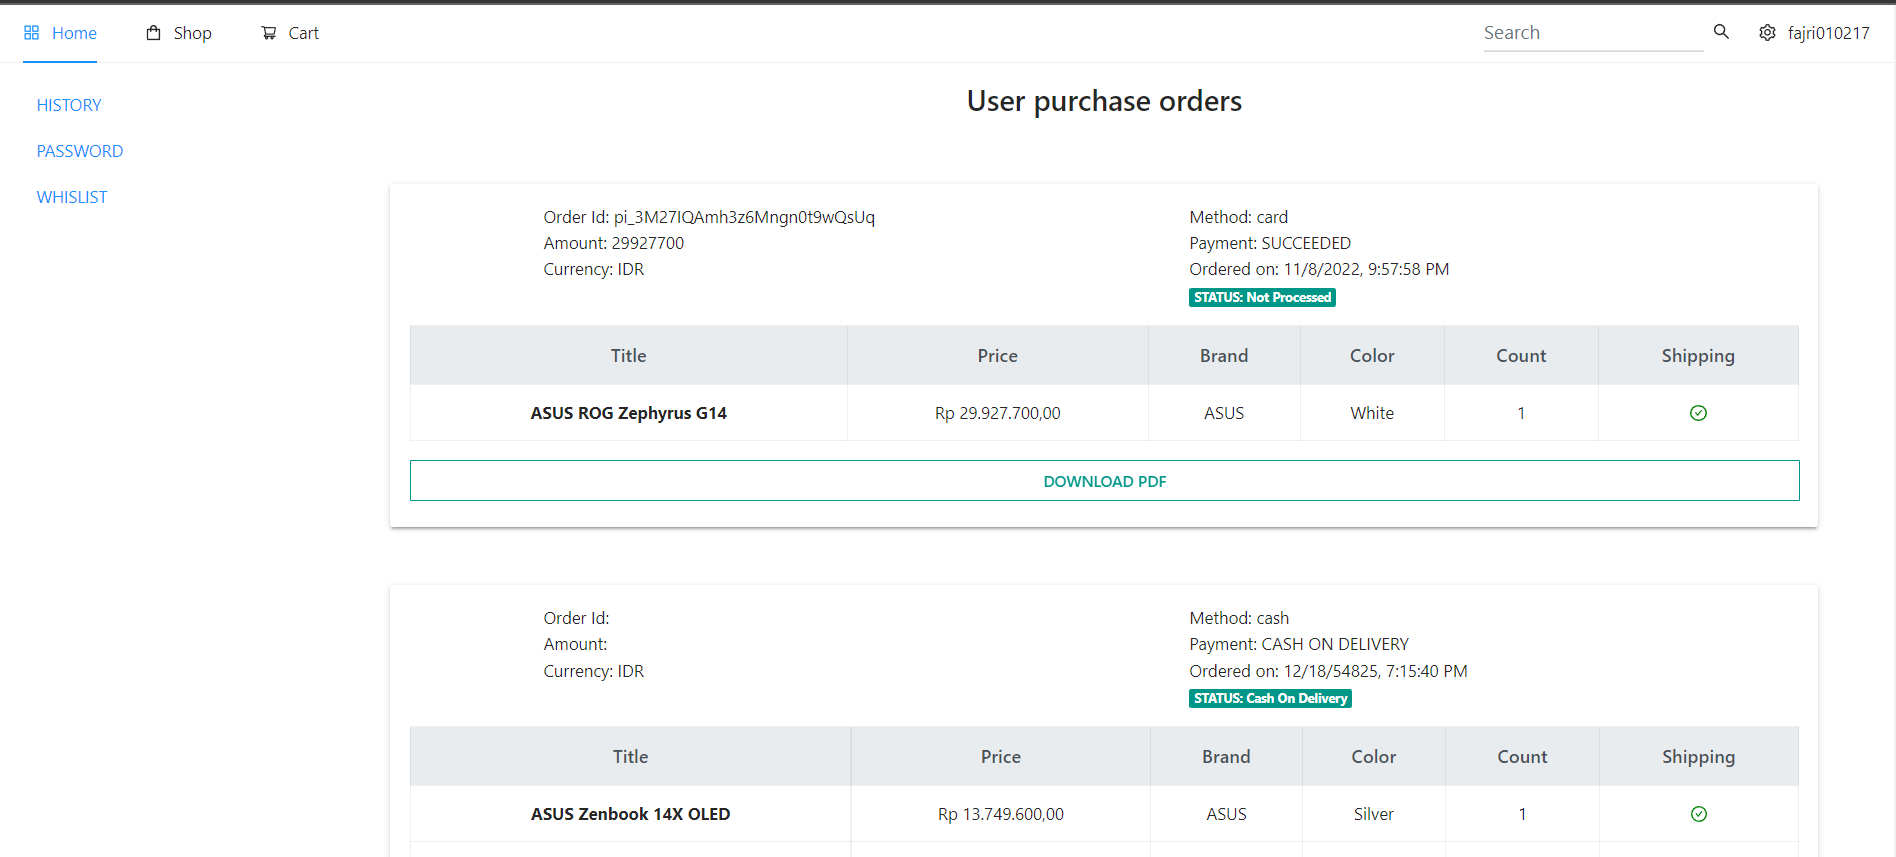 Home Shop Cart Search fajri010217
HISTORY
PASSWORD
WHISLIST
User purchase orders
Order Id: pi_3M27IQAmh3z6Mngn0t9wQsUq
Amount: 29927700
Currency: IDR
Method: card
Payment: SUCCEEDED
Ordered on: 11/8/2022, 9:57:58 PM
STATUS: Not Processed
Title Price Brand Color Count Shipping
ASUS ROG Zephyrus G14 Rp 29.927.700,00 ASUS White 1
DOWNLOAD PDF
Order Id:
Amount:
Currency: IDR
Method: cash
Payment: CASH ON DELIVERY
Ordered on: 12/18/54825, 7:15:40 PM
STATUS: Cash On Delivery
Title Price Brand Color Count Shipping
ASUS Zenbook 14X OLED Rp 13.749.600,00 ASUS Silver 1